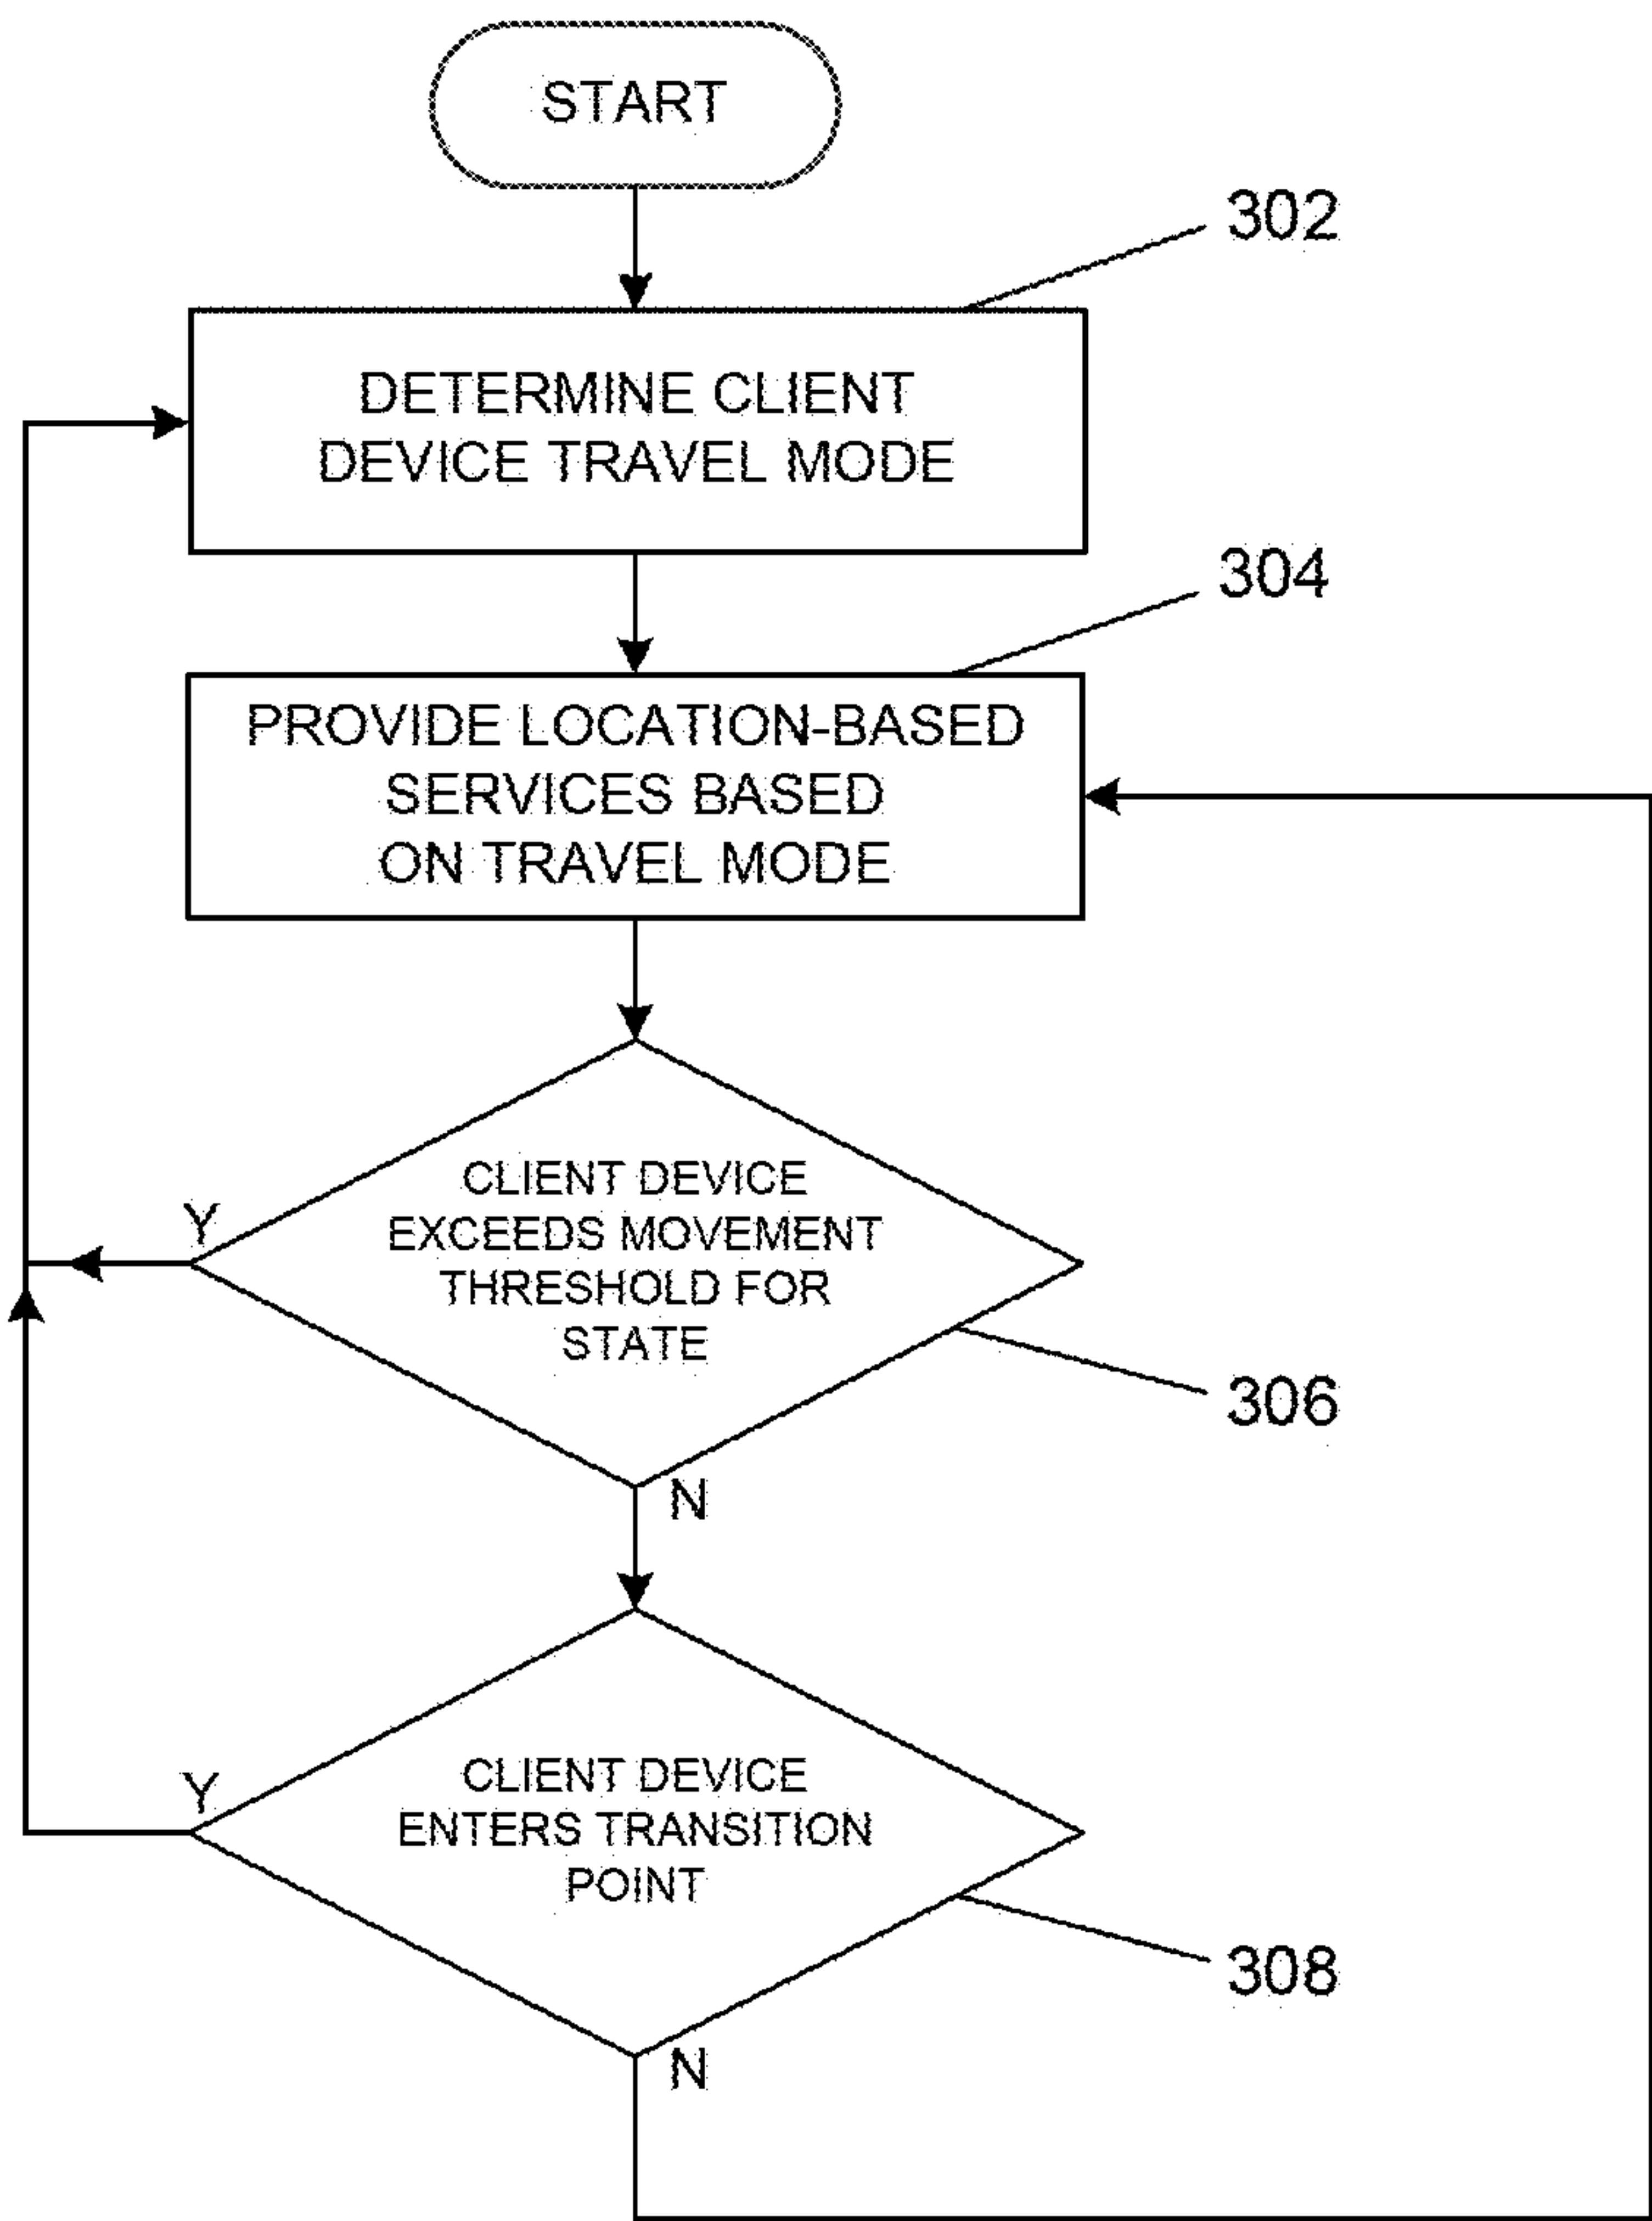 START
302
DETERMINE CLIENT
DEVICE TRAVEL MODE
304
PROVIDE LOCATION-BASED
SERVICES BASED
ON TRAVEL MODE
CLIENT DEVICE
EXCEEDS MOVEMENT
THRESHOLD FOR
STATE
Y
306
N
CLIENT DEVICE
ENTERS TRANSITION
POINT
Y
308
N